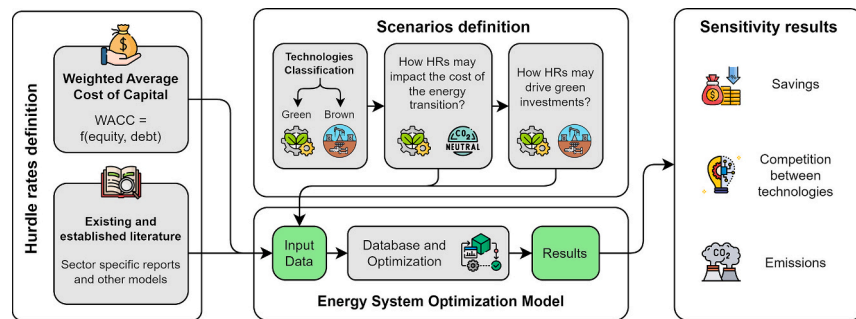 Hurdle rates definition
Weighted Average
Cost of Capital
WACC =
f(equity, debt)
Existing and
established literature
Sector specific reports
and other models
Scenarios definition
Technologies
Classification
Green
Brown
How HRs may
impact the cost of
the energy
transition?
CO₂
NEUTRAL
How HRs may
drive green
investments?
Input
Data
Database and
Optimization
Results
Energy System Optimization Model
Sensitivity results
Savings
Competition
between
technologies
CO₂
Emissions